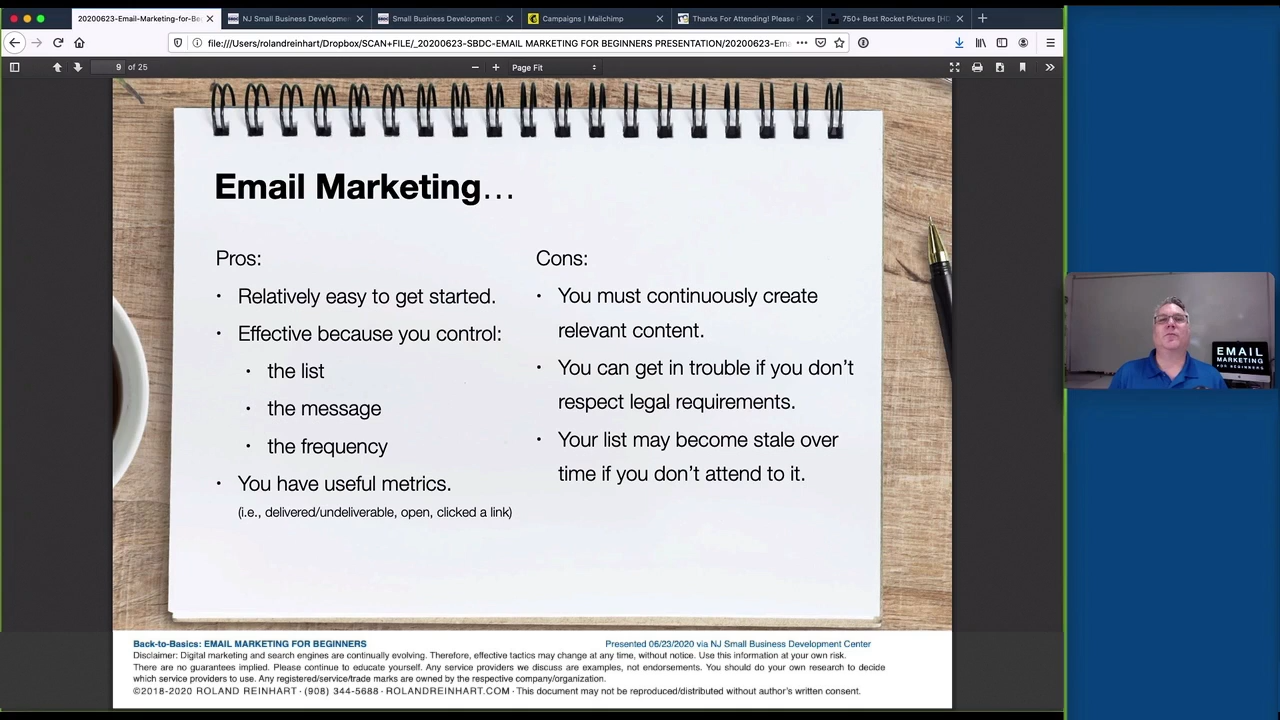 20200623-Email-Marketing-for-Be
NJ Small Business Developmen
Small Business Development C
Campaigns | Mailchimp
Thanks For Attending! Please F
750+ Best Rocket Pictures [HD
file:///Users/rolandreinhart/Dropbox/SCAN+FILE/_20200623-SBDC-EMAIL MARKETING FOR BEGINNERS PRESENTATION/20200623-Ema
9 of 25
Page Fit
Email Marketing...
Pros:
• Relatively easy to get started.
• Effective because you control:
• the list
• the message
• the frequency
• You have useful metrics.
(i.e., delivered/undeliverable, open, clicked a link)
Cons:
• You must continuously create
relevant content.
• You can get in trouble if you don't
respect legal requirements.
• Your list may become stale over
time if you don't attend to it.
EMAIL
MARKETING
FOR BEGINNERS
Back-to-Basics: EMAIL MARKETING FOR BEGINNERS
Presented 06/23/2020 via NJ Small Business Development Center
Disclaimer: Digital marketing and search engines are continually evolving. Therefore, effective tactics may change at any time, without notice. Use this information at your own risk.
There are no guarantees implied. Please continue to educate yourself. Any service providers we discuss are examples, not endorsements. You should do your own research to decide
which service providers to use. Any registered/service/trade marks are owned by the respective company/organization.
©2018-2020 ROLAND REINHART · (908) 344-5688 · ROLANDREINHART.COM · This document may not be reproduced/distributed without author's written consent.